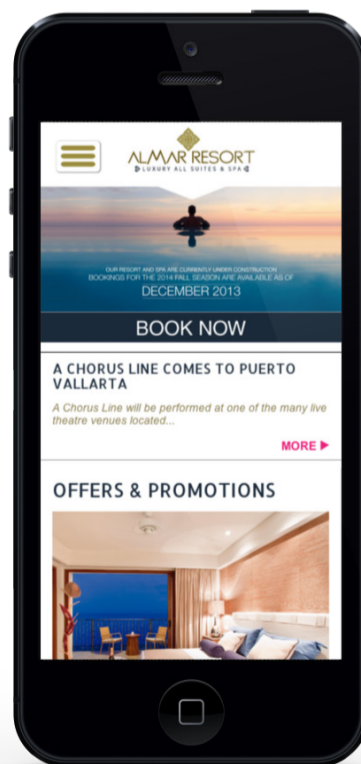 ALMAR RESORT
LUXURY ALL SUITES & SPA
OUR RESORT AND SPA ARE CURRENTLY UNDER CONSTRUCTION
BOOKINGS FOR THE 2014 FALL SEASON ARE AVAILABLE AS OF
DECEMBER 2013
BOOK NOW
A CHORUS LINE COMES TO PUERTO
VALLARTA
A Chorus Line will be performed at one of the many live
theatre venues located...
MORE
OFFERS & PROMOTIONS